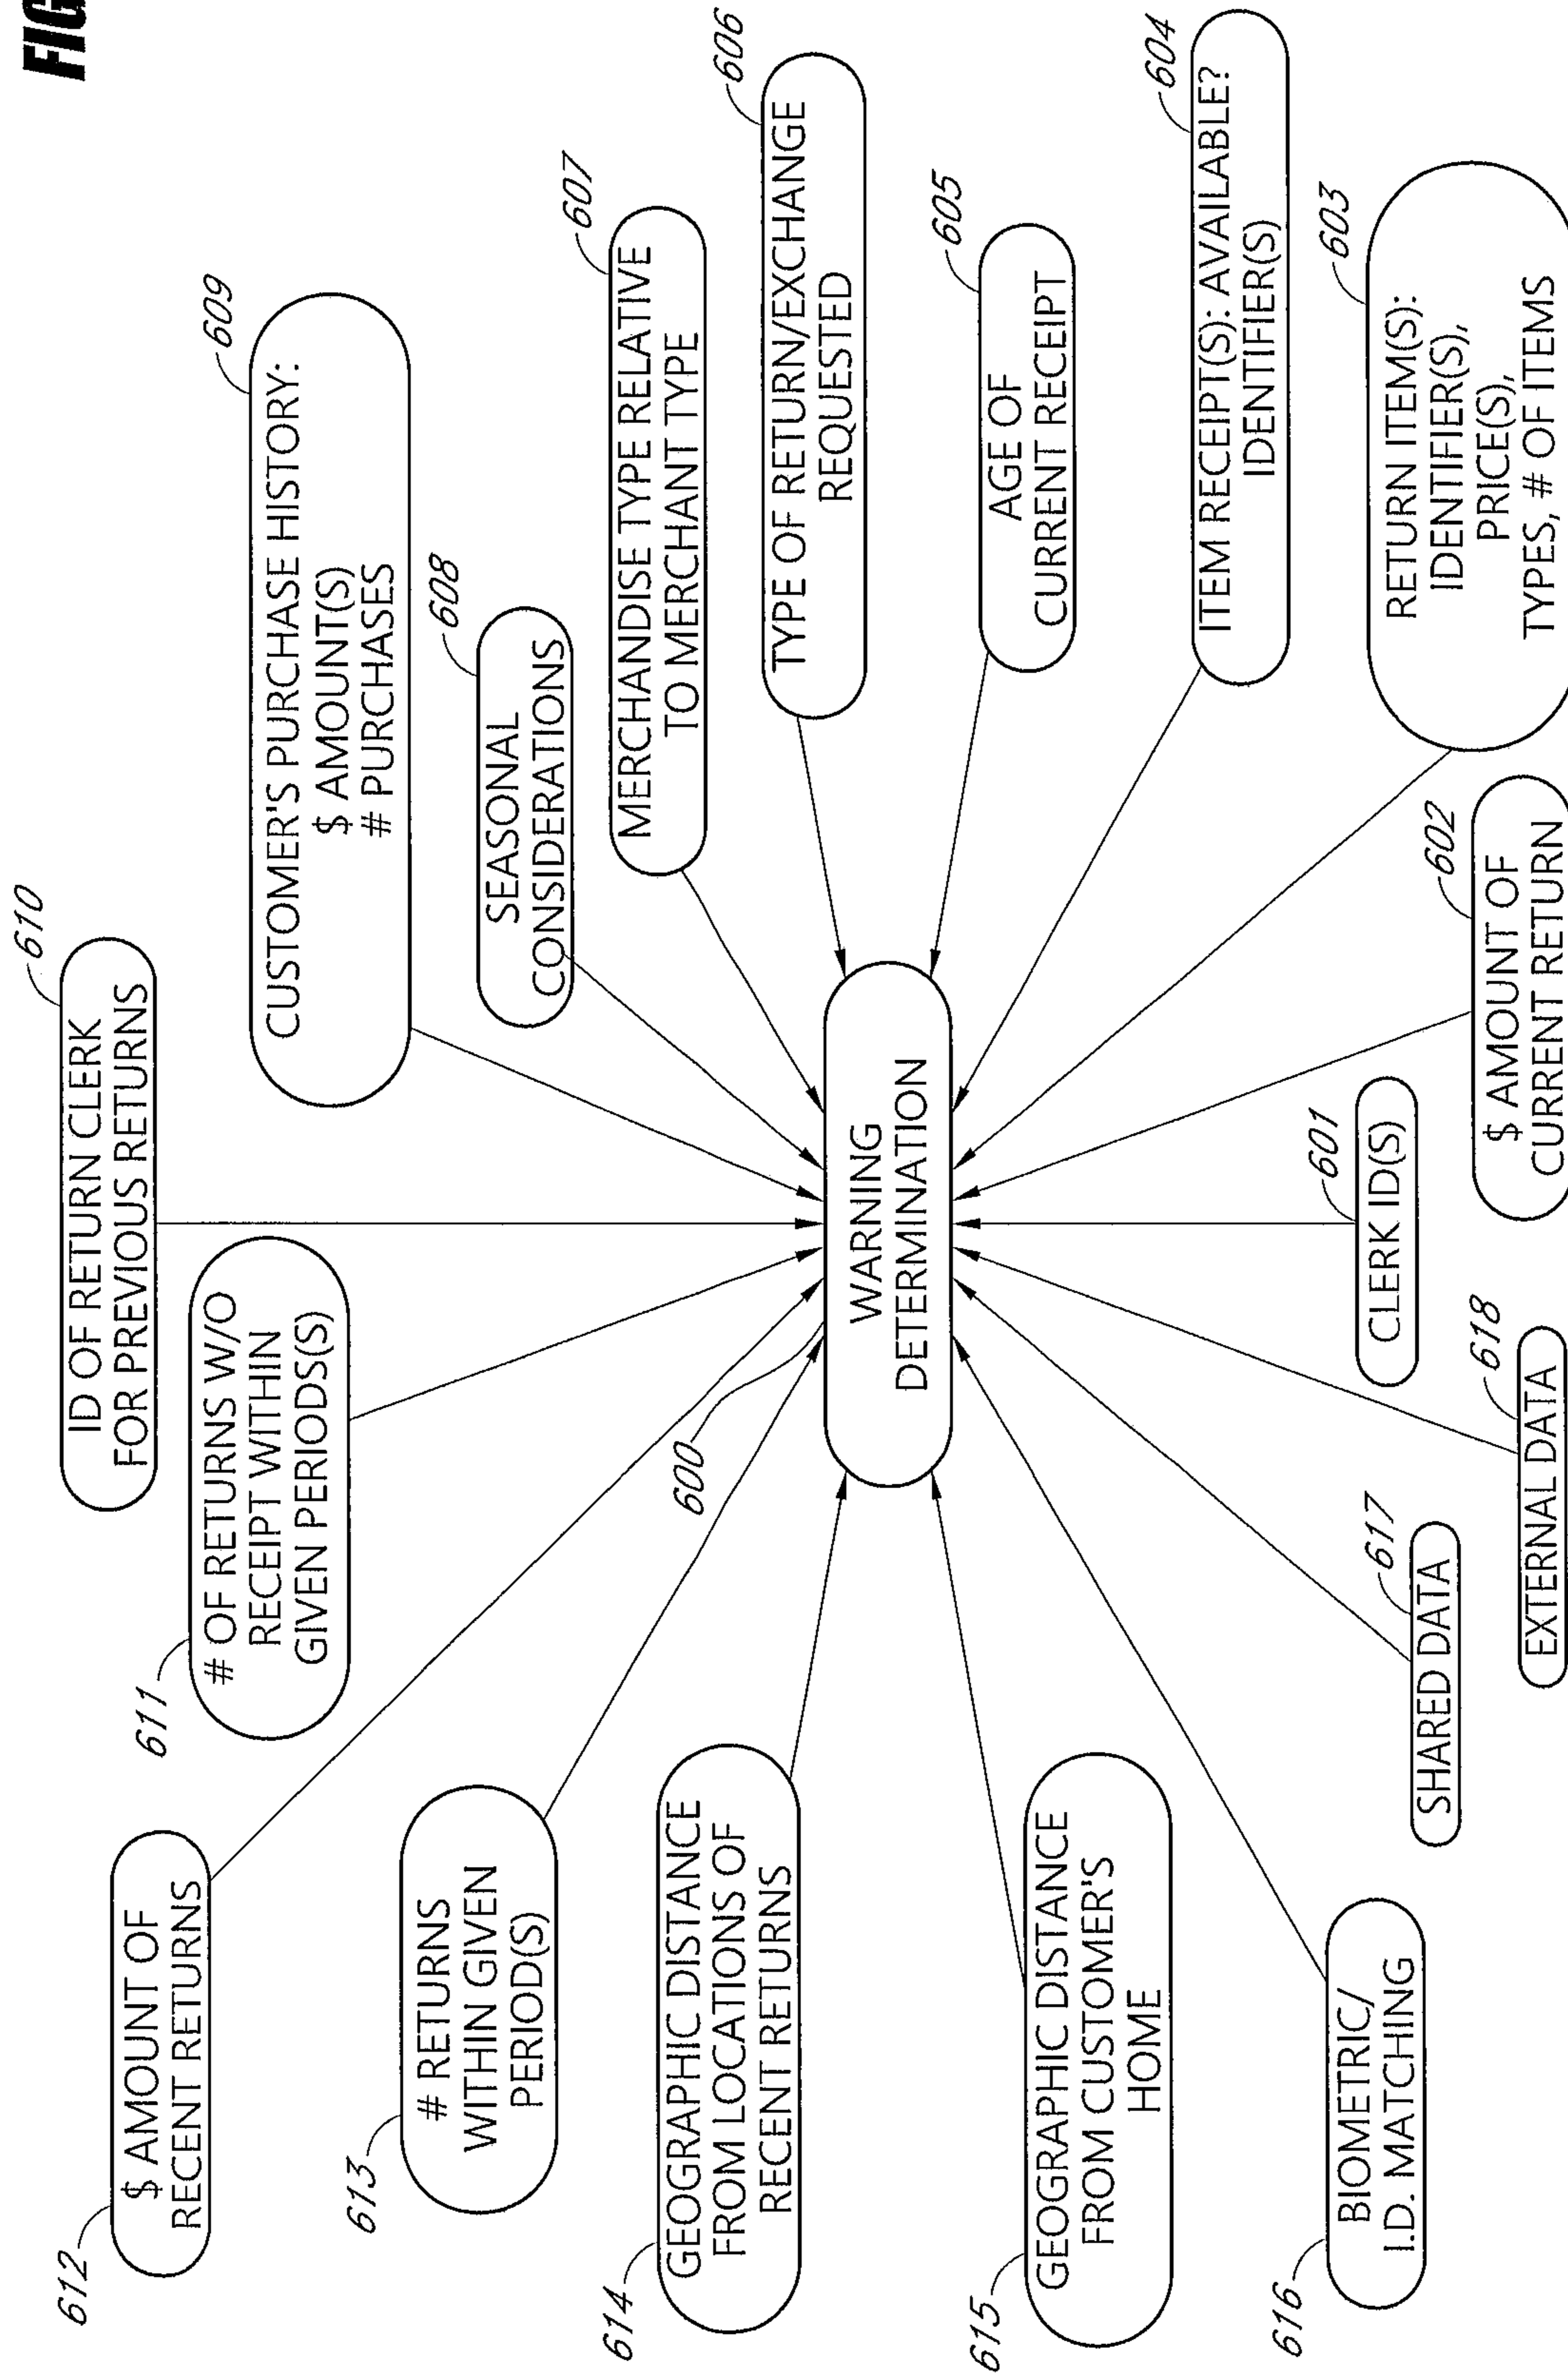 FIG
610
ID OF RETURN CLERK
FOR PREVIOUS RETURNS
609
CUSTOMER'S PURCHASE HISTORY:
$ AMOUNT(S)
# PURCHASES
608
SEASONAL
CONSIDERATIONS
607
MERCHANDISE TYPE RELATIVE
TO MERCHANT TYPE
606
TYPE OF RETURN/EXCHANGE
REQUESTED
605
AGE OF
CURRENT RECEIPT
604
ITEM RECEIPT(S): AVAILABLE?
IDENTIFIER(S)
603
RETURN ITEM(S):
IDENTIFIER(S),
PRICE(S),
TYPES, # OF ITEMS
602
$ AMOUNT OF
CURRENT RETURN
601
CLERK ID(S)
618
EXTERNAL DATA
617
SHARED DATA
616
BIOMETRIC/
I.D. MATCHING
615
GEOGRAPHIC DISTANCE
FROM CUSTOMER'S
HOME
614
GEOGRAPHIC DISTANCE
FROM LOCATIONS OF
RECENT RETURNS
613
# RETURNS
WITHIN GIVEN
PERIOD(S)
612
$ AMOUNT OF
RECENT RETURNS
611
# OF RETURNS W/O
RECEIPT WITHIN
GIVEN PERIODS(S)
600
WARNING
DETERMINATION